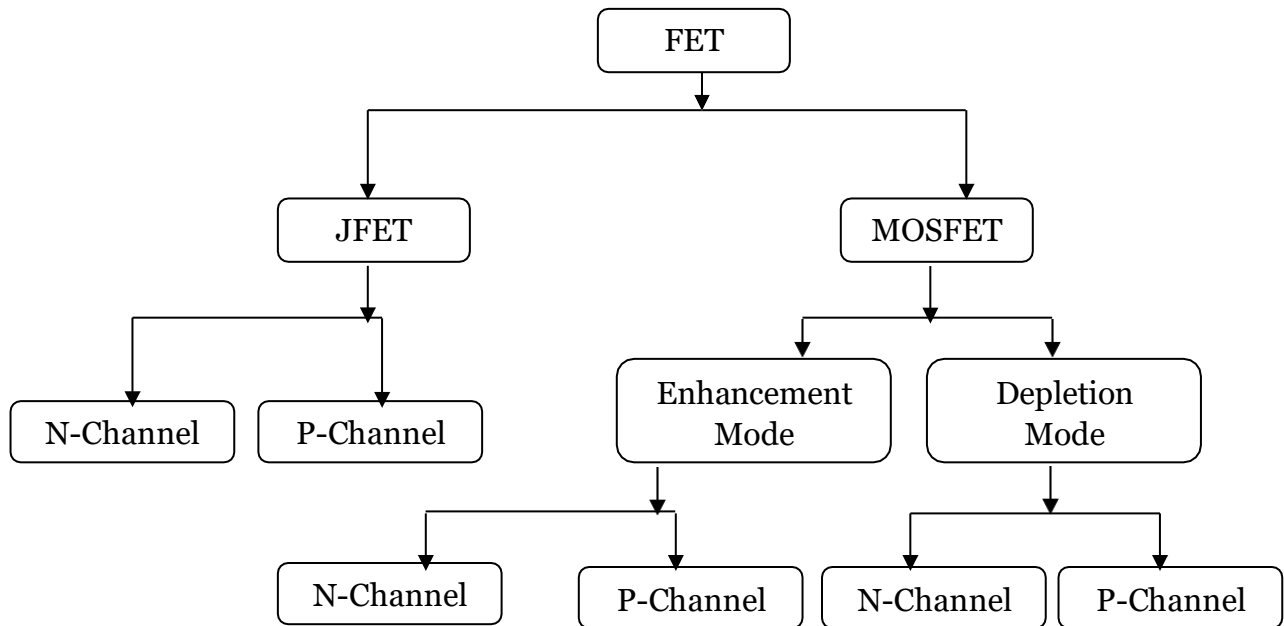 FET
JFET
MOSFET
Enhancement
Mode
Depletion
Mode
N-Channel
P-Channel
N-Channel
P-Channel
N-Channel
P-Channel